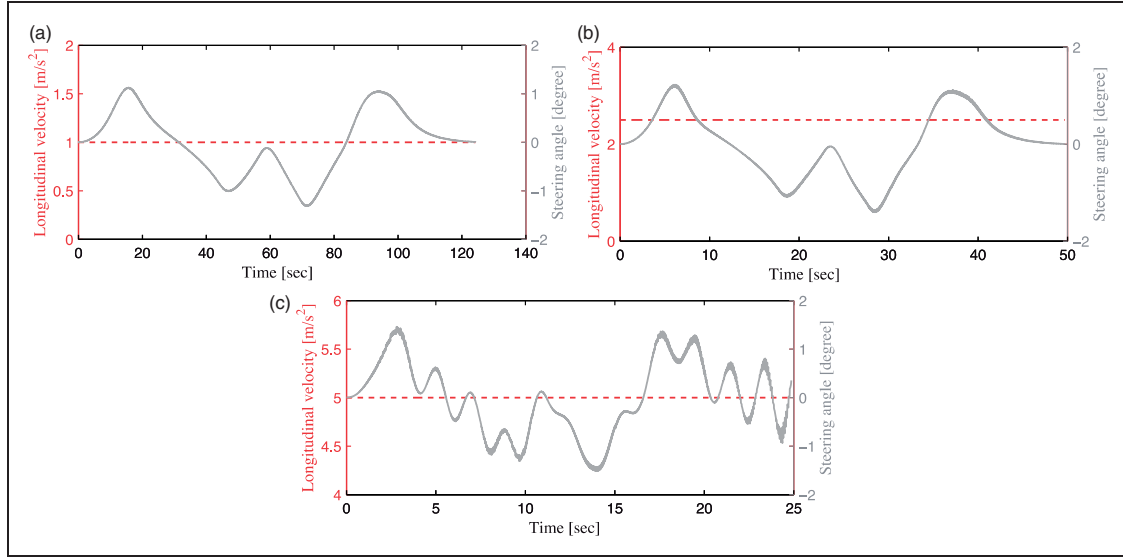 (a)
Longitudinal velocity [m/s²]
2
1.5
1
0.5
0
0 20 40 60 80 100 120 140
Time [sec]
2
1
0
−1
−2
Steering angle [degree]
(b)
Longitudinal velocity [m/s²]
4
2
0
0 10 20 30 40 50
Time [sec]
2
0
−2
Steering angle [degree]
(c)
Longitudinal velocity [m/s²]
6
5.5
5
4.5
4
0 5 10 15 20 25
Time [sec]
2
1
0
−1
−2
Steering angle [degree]